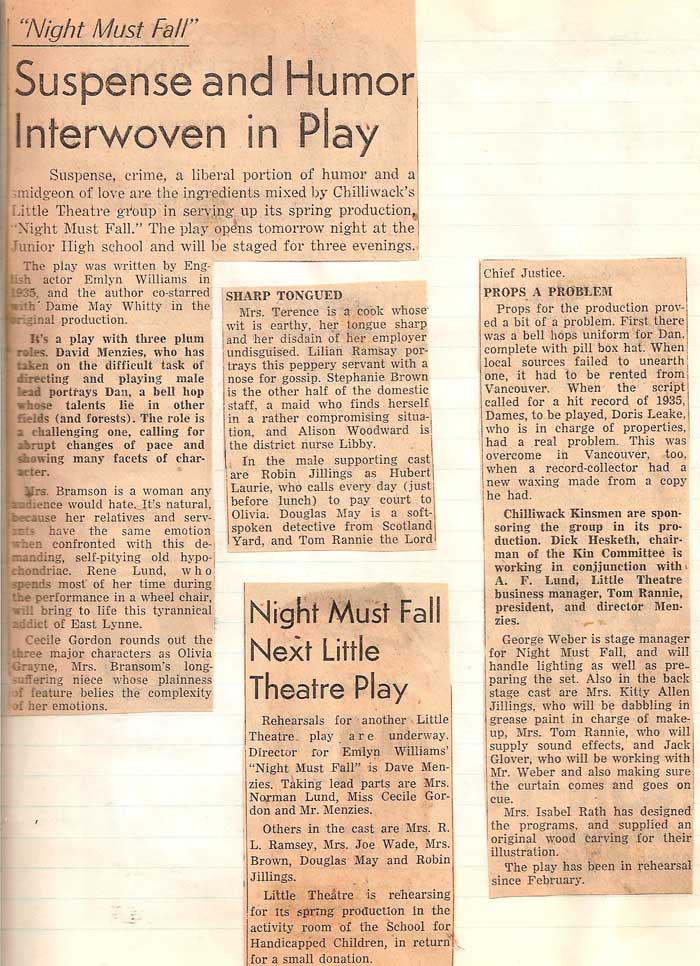 "Night Must Fall"
Suspense and Humor
Interwoven in Play
Suspense, crime, a liberal portion of humor and a
smidgeon of love are the ingredients mixed by Chilliwack's
Little Theatre group in serving up its spring production,
"Night Must Fall." The play opens tomorrow night at the
Junior High school and will be staged for three evenings.
The play was written by Eng-
lish actor Emlyn Williams in
1935, and the author co-starred
with Dame May Whitty in the
original production.
It's a play with three plum
roles. David Menzies, who has
taken on the difficult task of
directing and playing male
lead portrays Dan, a bell hop
whose talents lie in other
fields (and forests). The role is
a challenging one, calling for
abrupt changes of pace and
showing many facets of char-
acter.
Mrs. Bramson is a woman any
audience would hate. It's natural,
because her relatives and serv-
ants have the same emotion
when confronted with this de-
manding, self-pitying old hypo-
chondriac. Rene Lund, who
spends most of her time during
the performance in a wheel chair,
will bring to life this tyrannical
addict of East Lynne.
Cecile Gordon rounds out the
three major characters as Olivia
Grayne, Mrs. Bransom's long-
suffering niece whose plainness
of feature belies the complexity
of her emotions.
SHARP TONGUED
Mrs. Terence is a cook whose
wit is earthy, her tongue sharp
and her disdain of her employer
undisguised. Lilian Ramsay por-
trays this peppery servant with a
nose for gossip. Stephanie Brown
is the other half of the domestic
staff, a maid who finds herself
in a rather compromising situa-
tion, and Alison Woodward is
the district nurse Libby.
In the male supporting cast
are Robin Jillings as Hubert
Laurie, who calls every day (just
before lunch) to pay court to
Olivia. Douglas May is a soft-
spoken detective from Scotland
Yard, and Tom Rannie the Lord
Chief Justice.
PROPS A PROBLEM
Props for the production prov-
ed a bit of a problem. First there
was a bell hops uniform for Dan,
complete with pill box hat. When
local sources failed to unearth
one, it had to be rented from
Vancouver. When the script
called for a hit record of 1935,
Dames, to be played, Doris Leake,
who is in charge of properties,
had a real problem. This was
overcome in Vancouver, too,
when a record-collector had a
new waxing made from a copy
he had.
Chilliwack Kinsmen are spon-
soring the group in its pro-
duction. Dick Hesketh, chair-
man of the Kin Committee is
working in conjjunction with
A. F. Lund, Little Theatre
business manager, Tom Rannie,
president, and director Men-
zies.
George Weber is stage manager
for Night Must Fall, and will
handle lighting as well as pre-
paring the set. Also in the back
stage cast are Mrs. Kitty Allen
Jillings, who will be dabbling in
grease paint in charge of make-
up, Mrs. Tom Rannie, who will
supply sound effects, and Jack
Glover, who will be working with
Mr. Weber and also making sure
the curtain comes and goes on
cue.
Mrs. Isabel Rath has designed
the programs, and supplied an
original wood carving for their
illustration.
The play has been in rehearsal
since February.
Night Must Fall
Next Little
Theatre Play
Rehearsals for another Little
Theatre play are underway.
Director for Emlyn Williams'
"Night Must Fall" is Dave Men-
zies. Taking lead parts are Mrs.
Norman Lund, Miss Cecile Gor-
don and Mr. Menzies.
Others in the cast are Mrs. R.
L. Ramsey, Mrs. Joe Wade, Mrs.
Brown, Douglas May and Robin
Jillings.
Little Theatre is rehearsing
for its spring production in the
activity room of the School for
Handicapped Children, in return
for a small donation.